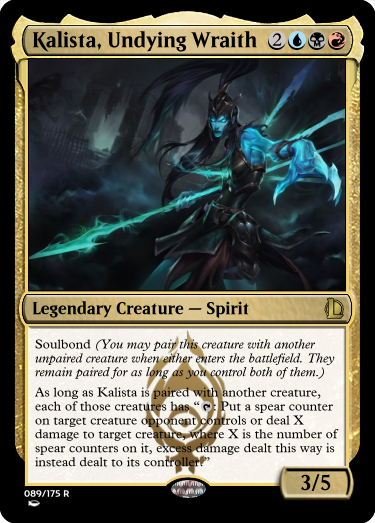 Kalista, Undying Wraith 2
Legendary Creature — Spirit
Soulbond (You may pair this creature with another
unpaired creature when either enters the battlefield. They
remain paired for as long as you control both of them.)
As long as Kalista is paired with another creature,
each of those creatures has “: Put a spear counter
on target creature opponent controls or deal X
damage to target creature, where X is the number of
spear counters on it, excess damage dealt this way is
instead dealt to its controller.”
3/5
089/175 R